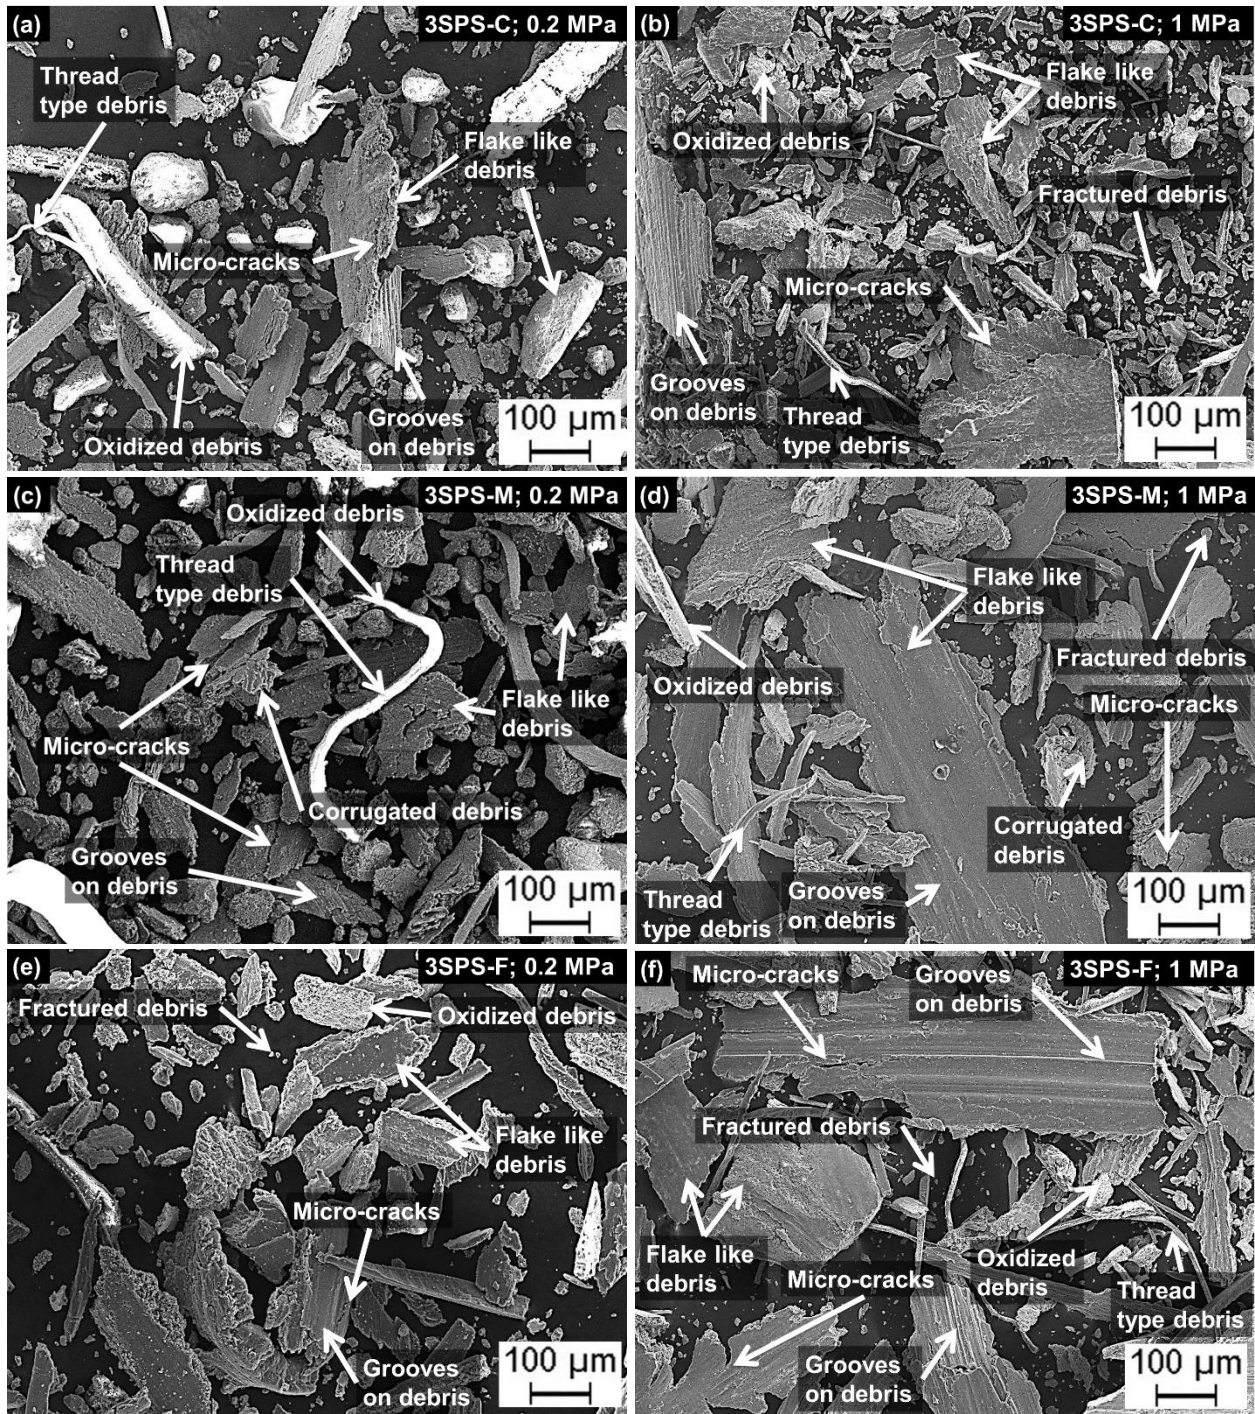 (a)
3SPS-C; 0.2 MPa
Thread
type debris
Flake like
debris
Micro-cracks
Oxidized debris
Grooves
on debris
100 µm
(b)
3SPS-C; 1 MPa
Flake like
debris
Oxidized debris
Fractured debris
Micro-cracks
Grooves
on debris
Thread
type debris
100 µm
(c)
3SPS-M; 0.2 MPa
Oxidized debris
Thread
type debris
Flake like
debris
Micro-cracks
Corrugated debris
Grooves
on debris
100 µm
(d)
3SPS-M; 1 MPa
Flake like
debris
Fractured debris
Oxidized debris
Micro-cracks
Corrugated
debris
Thread
type debris
Grooves
on debris
100 µm
(e)
3SPS-F; 0.2 MPa
Fractured debris
Oxidized debris
Flake like
debris
Micro-cracks
Grooves
on debris
100 µm
(f)
3SPS-F; 1 MPa
Micro-cracks
Grooves
on debris
Fractured debris
Flake like
debris
Micro-cracks
Oxidized
debris
Thread
type debris
Grooves
on debris
100 µm